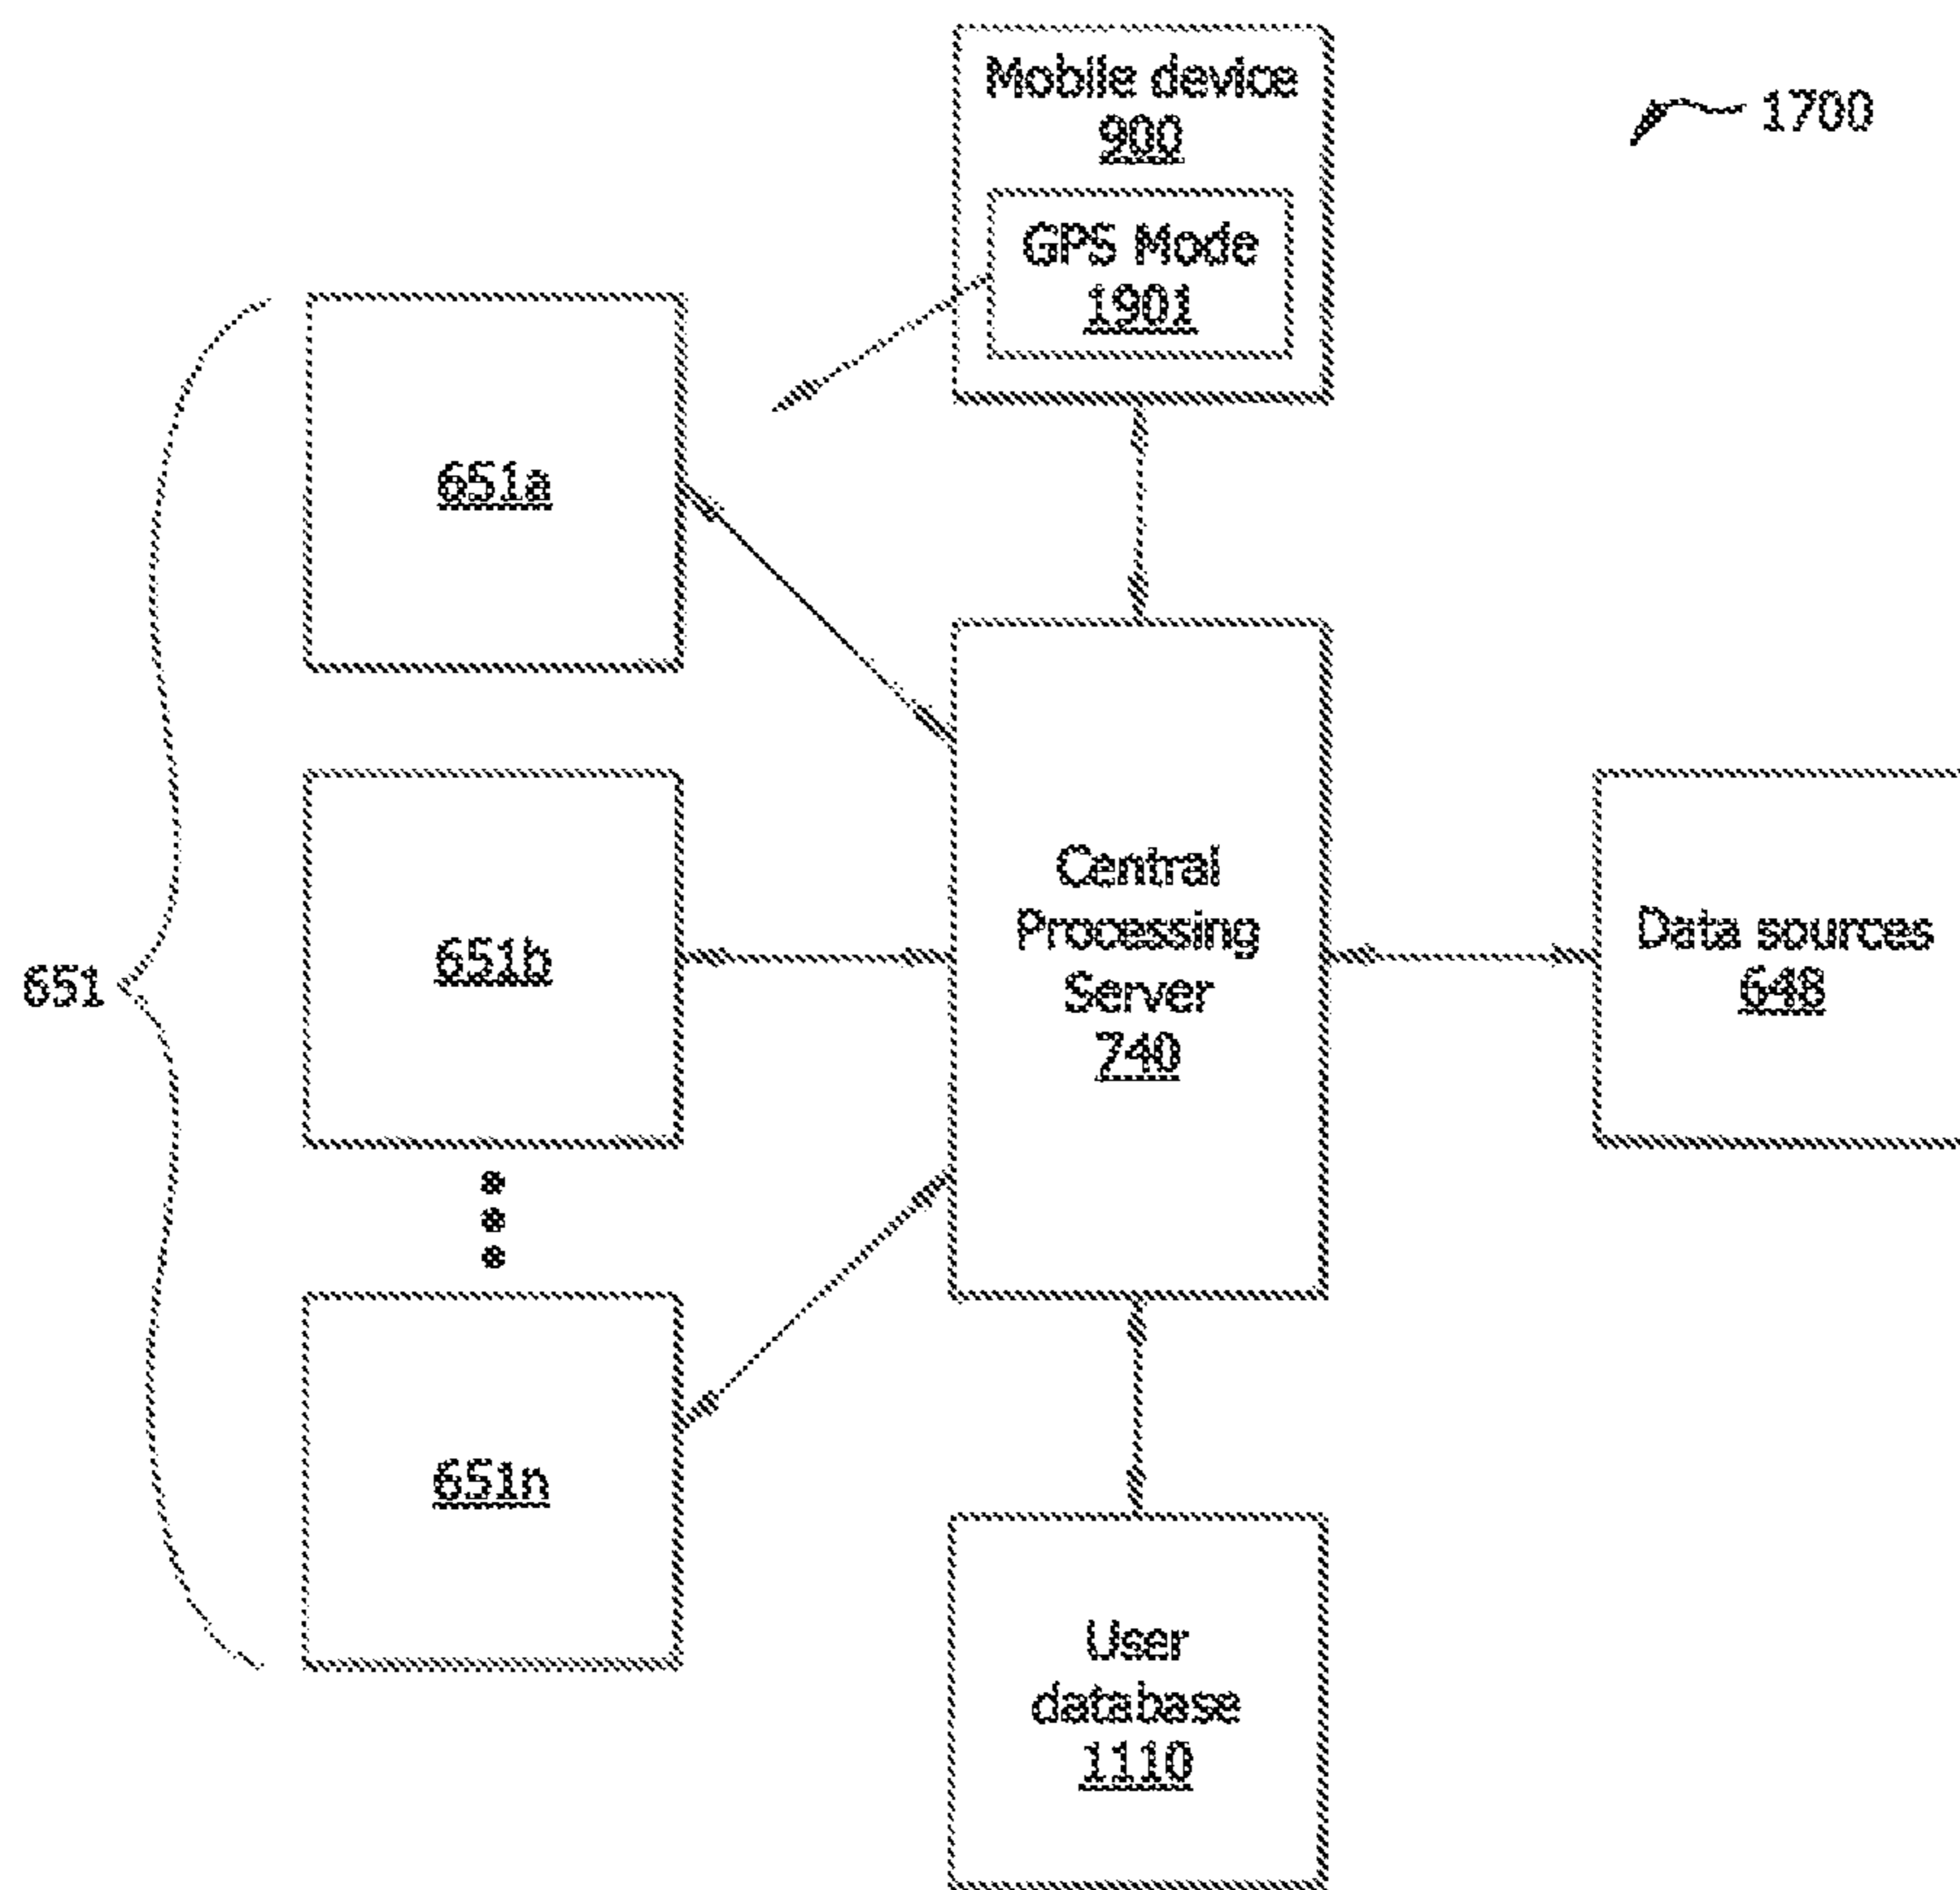 Mobile device
900
1700
GPS Mode
1901
651a
Central
Processing
Server
740
Data sources
648
651b
651
651n
User
database
1110